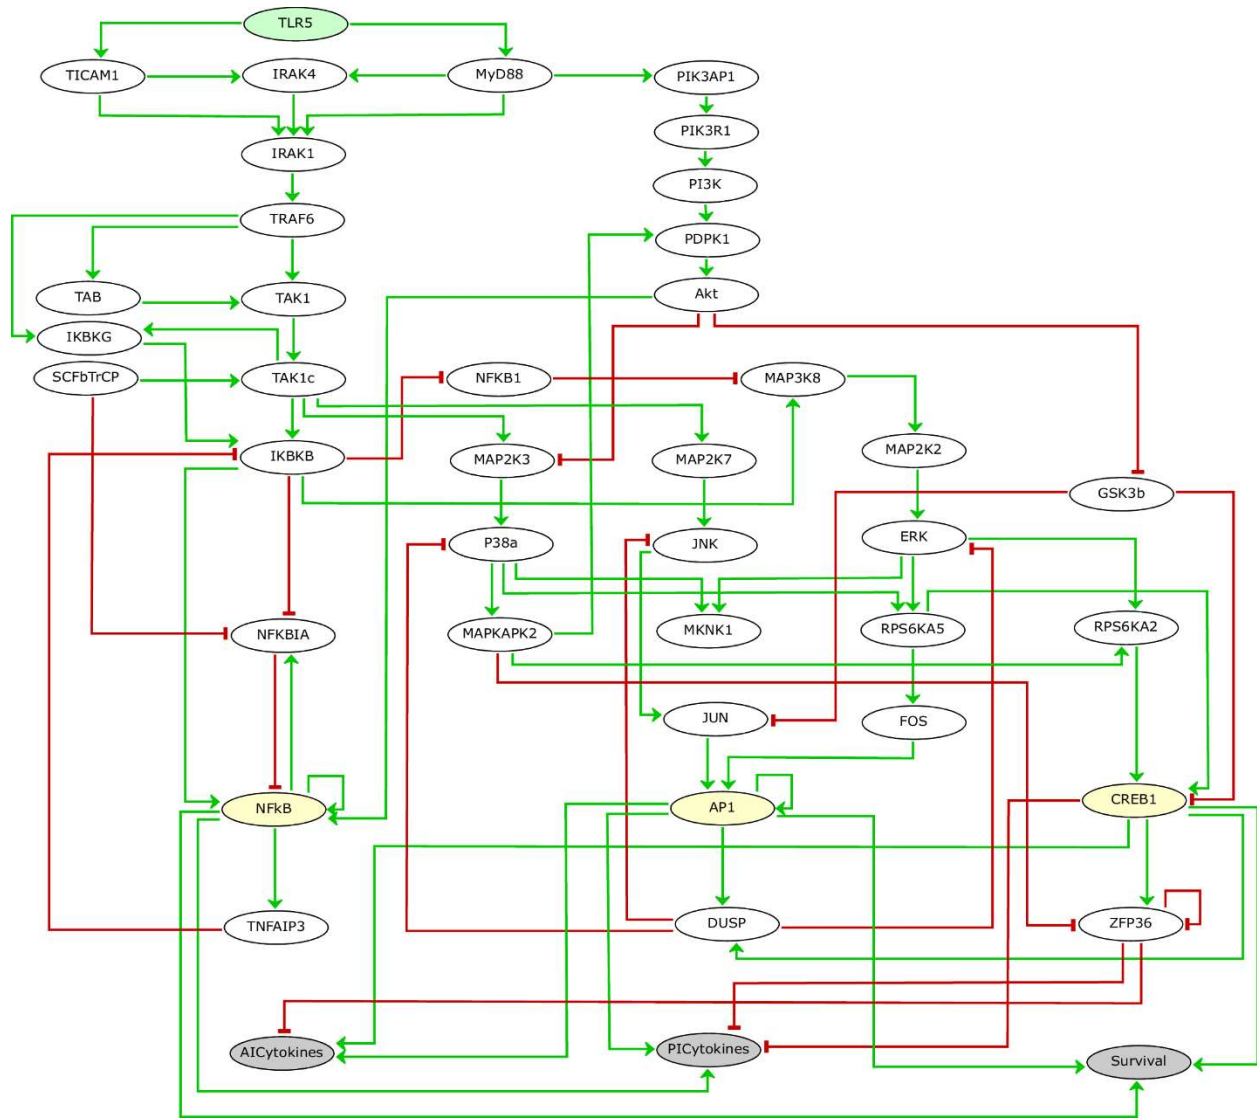 TLR5
TICAM1
IRAK4
MyD88
PIK3AP1
PIK3R1
IRAK1
PI3K
TRAF6
PDPK1
TAB
TAK1
Akt
IKBKG
SCFbTrCP
TAK1c
NFKB1
MAP3K8
IKBKB
MAP2K3
MAP2K7
MAP2K2
GSK3b
P38a
JNK
ERK
NFKBIA
MAPKAPK2
MKNK1
RPS6KA5
RPS6KA2
JUN
FOS
NFkB
AP1
CREB1
TNFAIP3
DUSP
ZFP36
AICytokines
PICytokines
Survival